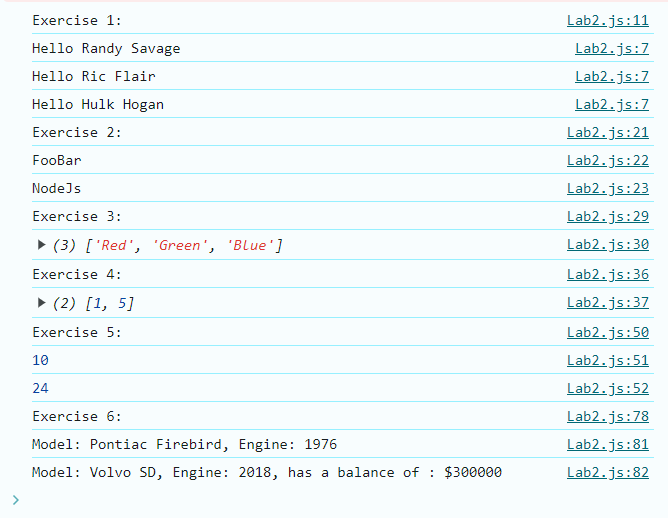 Exercise 1: Lab2.js:11
Hello Randy Savage Lab2.js:7
Hello Ric Flair Lab2.js:7
Hello Hulk Hogan Lab2.js:7
Exercise 2: Lab2.js:21
FooBar Lab2.js:22
NodeJs Lab2.js:23
Exercise 3: Lab2.js:29
(3) ['Red', 'Green', 'Blue'] Lab2.js:30
Exercise 4: Lab2.js:36
(2) [1, 5] Lab2.js:37
Exercise 5: Lab2.js:50
10 Lab2.js:51
24 Lab2.js:52
Exercise 6: Lab2.js:78
Model: Pontiac Firebird, Engine: 1976 Lab2.js:81
Model: Volvo SD, Engine: 2018, has a balance of : $300000 Lab2.js:82